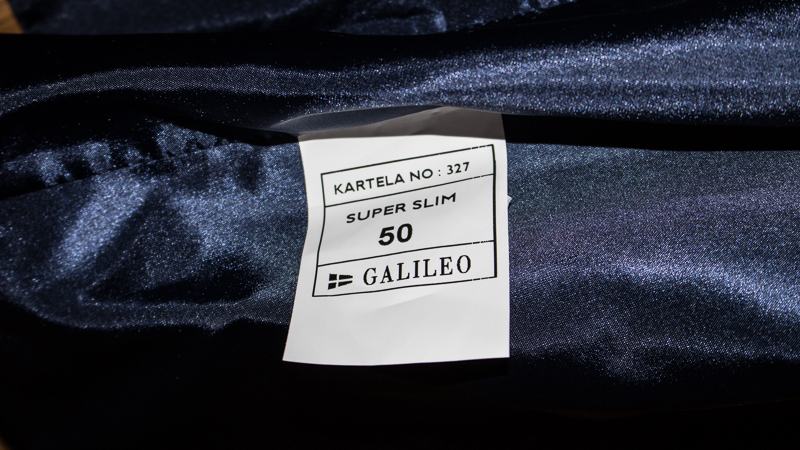 KARTELA NO : 327
SUPER SLIM
50
GALILEO